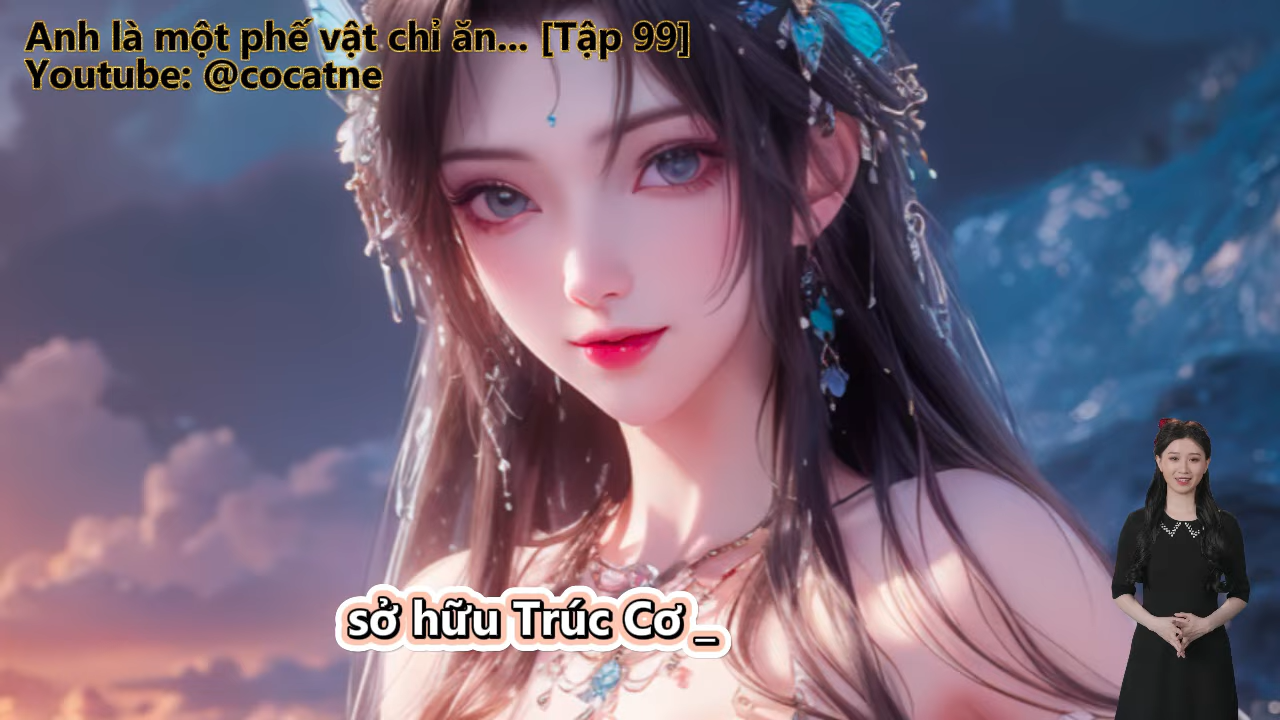 Anh là một phế vật chỉ ăn... [Tập 99]
Youtube: @cocatne
sở hữu Trúc Cơ _